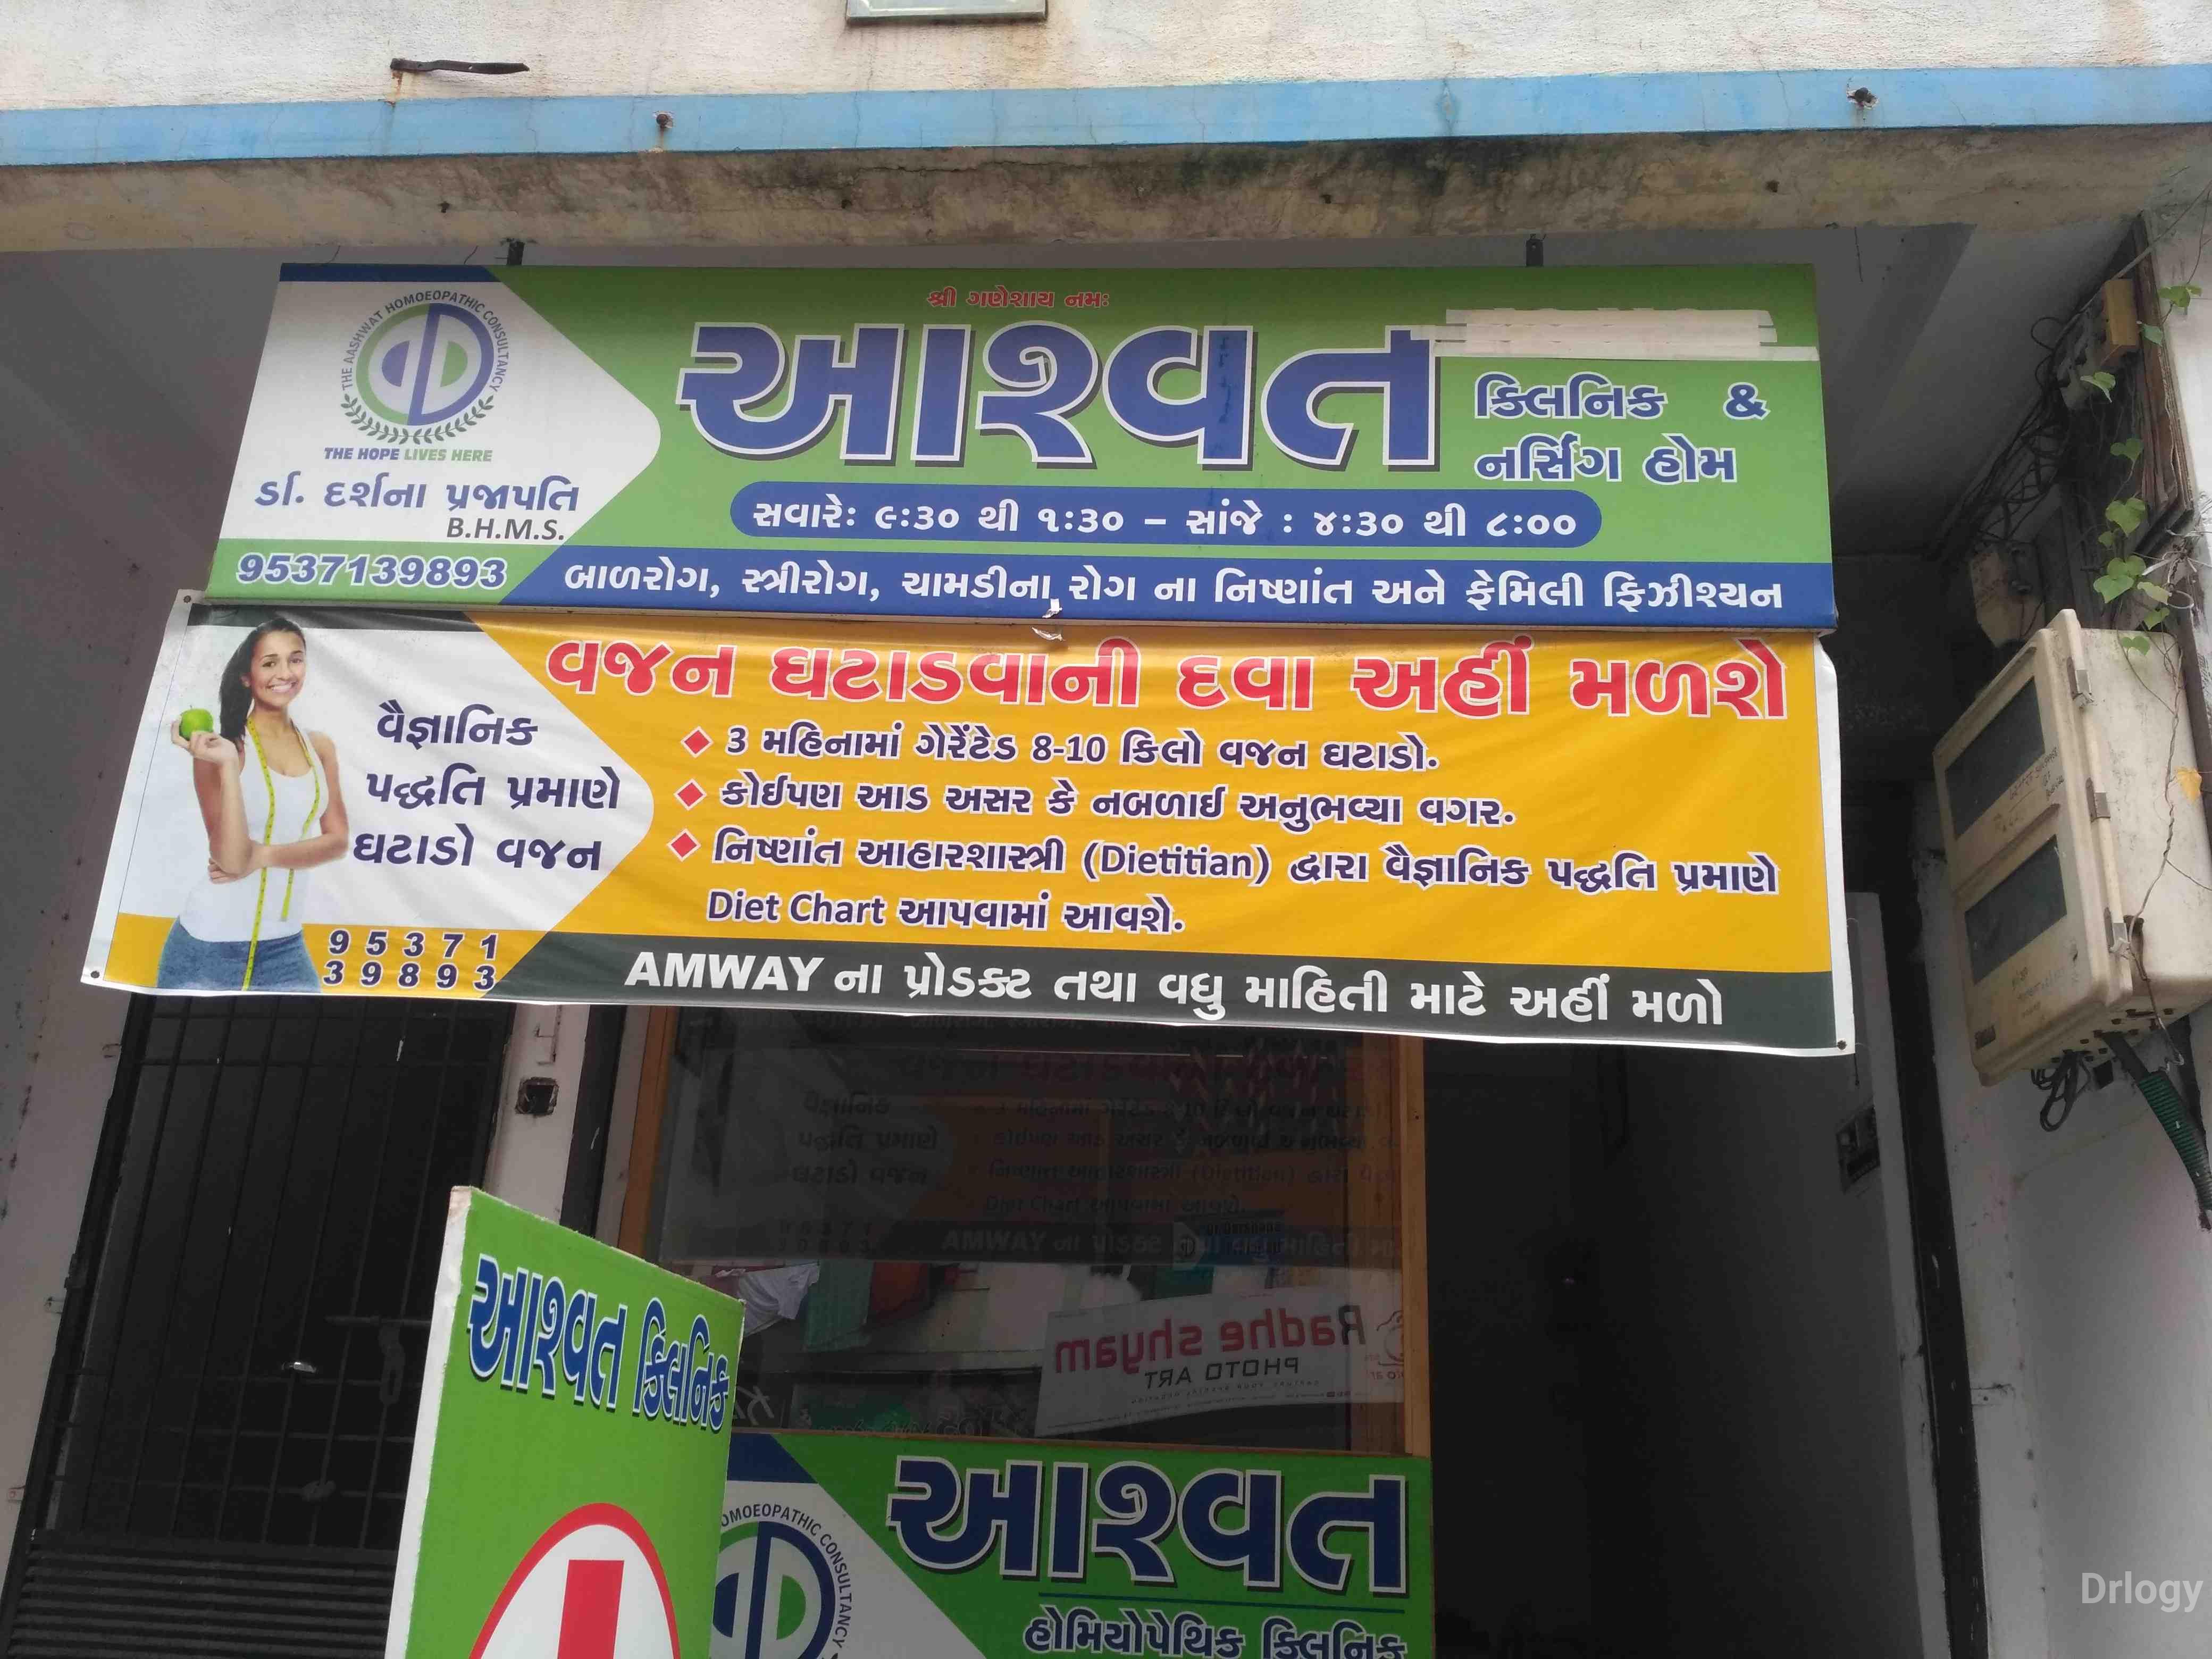 શ્રી ગણેશાય નમઃ
THE AASHWAT HOMOEOPATHIC CONSULTANCY
THE HOPE LIVES HERE
ડૉ. દર્શના પ્રજાપતિ
B.H.M.S.
9537139893
આશ્વત
ક્લિનિક &
નર્સિંગ હોમ
સવારેઃ ૯:૩૦ થી ૧:૩૦ – સાંજે : ૪:૩૦ થી ૮:૦૦
બાળરોગ, સ્ત્રીરોગ, ચામડીના રોગ ના નિષ્ણાંત અને ફેમિલી ફિઝીશ્યન
વજન ઘટાડવાની દવા અહીં મળશે
વૈજ્ઞાનિક
પદ્ધતિ પ્રમાણે
ઘટાડો વજન
3 મહિનામાં ગેરેંટેડ 8-10 કિલો વજન ઘટાડો.
કોઈપણ આડ અસર કે નબળાઈ અનુભવ્યા વગર.
નિષ્ણાંત આહારશાસ્ત્રી (Dietitian) દ્વારા વૈજ્ઞાનિક પદ્ધતિ પ્રમાણે
Diet Chart આપવામાં આવશે.
95371
39893
AMWAY ના પ્રોડક્ટ તથા વધુ માહિતી માટે અહીં મળો
Radhe shyam
PHOTO ART
આશ્વત ક્લિનિક
OMOEOPATHIC CONSULTANCY
આશ્વત
હોમિયોપેથિક ક્લિનિક
Drlogy